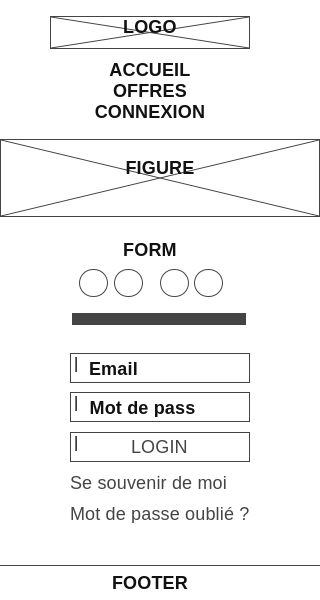 LOGO
ACCUEIL
OFFRES
CONNEXION
FIGURE
FORM
Email
Mot de pass
LOGIN
Se souvenir de moi
Mot de passe oublié ?
FOOTER